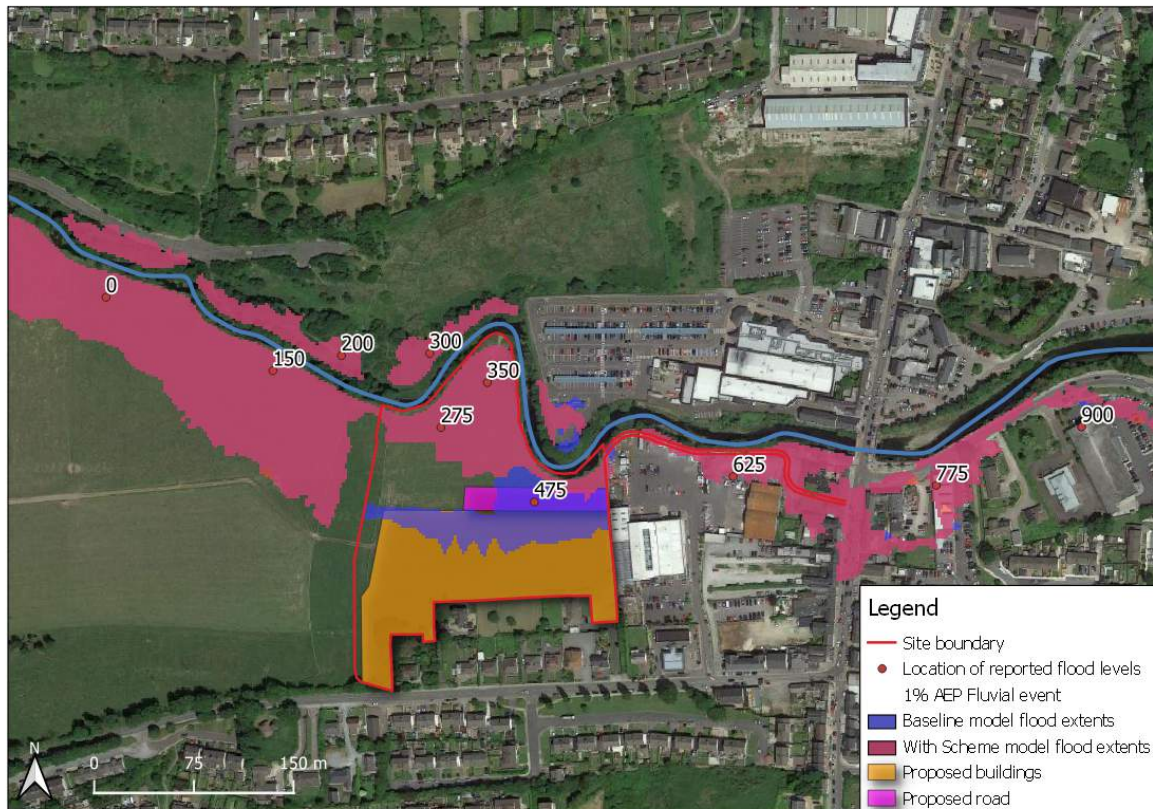 0
150
200
300
350
275
475
625
775
900
Legend
Site boundary
Location of reported flood levels
1% AEP Fluvial event
Baseline model flood extents
With Scheme model flood extents
Proposed buildings
Proposed road
N
0 75 150 m